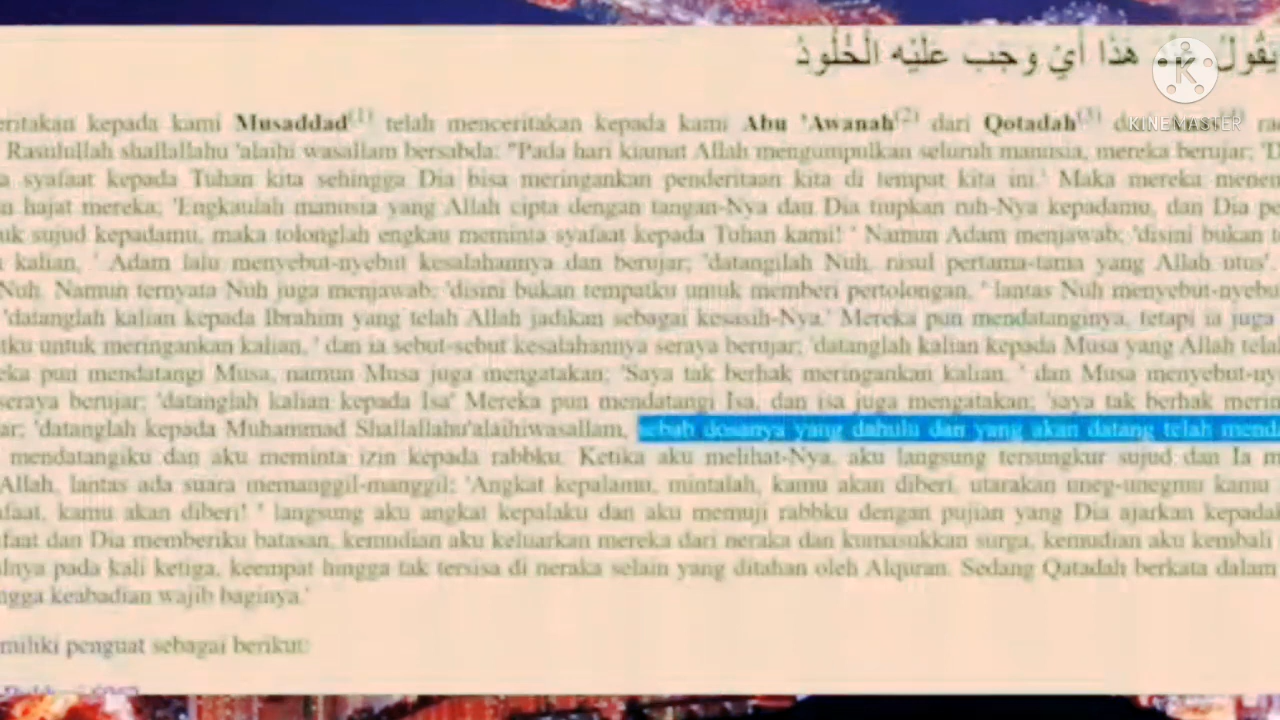 يَقُولُ عِنْدَ هَذَا أَيْ وَجَبَ عَلَيْهِ الْخُلُودُ
KINEMASTER
eritakan kepada kami Musaddad(1) telah menceritakan kepada kami Abu 'Awanah(2) dari Qotadah(3) (4)
Rasulullah shallallahu 'alaihi wasallam bersabda: "Pada hari kiamat Allah mengumpulkan seluruh manusia, mereka berujar; 'D
a syafaat kepada Tuhan kita sehingga Dia bisa meringankan penderitaan kita di tempat kita ini.' Maka mereka menem
n hajat mereka; 'Engkaulah manusia yang Allah cipta dengan tangan-Nya dan Dia tiupkan ruh-Nya kepadamu, dan Dia pe
uk sujud kepadamu, maka tolonglah engkau meminta syafaat kepada Tuhan kami! ' Namun Adam menjawab; 'disini bukan t
kalian, ' Adam lalu menyebut-nyebut kesalahannya dan berujar; 'datangilah Nuh, rasul pertama-tama yang Allah utus'.
Nuh. Namun ternyata Nuh juga menjawab; 'disini bukan tempatku untuk memberi pertolongan, ' lantas Nuh menyebut-nyebu
'datanglah kalian kepada Ibrahim yang telah Allah jadikan sebagai kesasih-Nya.' Mereka pun mendatanginya, tetapi ia juga
tku untuk meringankan kalian, ' dan ia sebut-sebut kesalahannya seraya berujar; 'datanglah kalian kepada Musa yang Allah tela
eka pun mendatangi Musa, namun Musa juga mengatakan; 'Saya tak berhak meringankan kalian. ' dan Musa menyebut-ny
seraya berujar; 'datanglah kalian kepada Isa' Mereka pun mendatangi Isa, dan isa juga mengatakan; 'saya tak berhak merin
ar; 'datanglah kepada Muhammad Shallallahu'alaihiwasallam, sebab dosanya yang dahulu dan yang akan datang telah menda
mendatangiku dan aku meminta izin kepada rabbku. Ketika aku melihat-Nya, aku langsung tersungkur sujud dan Ia m
Allah, lantas ada suara memanggil-manggil: 'Angkat kepalamu, mintalah, kamu akan diberi, utarakan uneg-unegmu kamu
afaat, kamu akan diberi! ' langsung aku angkat kepalaku dan aku memuji rabbku dengan pujian yang Dia ajarkan kepada
afaat dan Dia memberiku batasan, kemudian aku keluarkan mereka dari neraka dan kumasukkan surga, kemudian aku kembali
alnya pada kali ketiga, keempat hingga tak tersisa di neraka selain yang ditahan oleh Alquran. Sedang Qatadah berkata dalam
ngga keabadian wajib baginya.'
miliki penguat sebagai berikut: